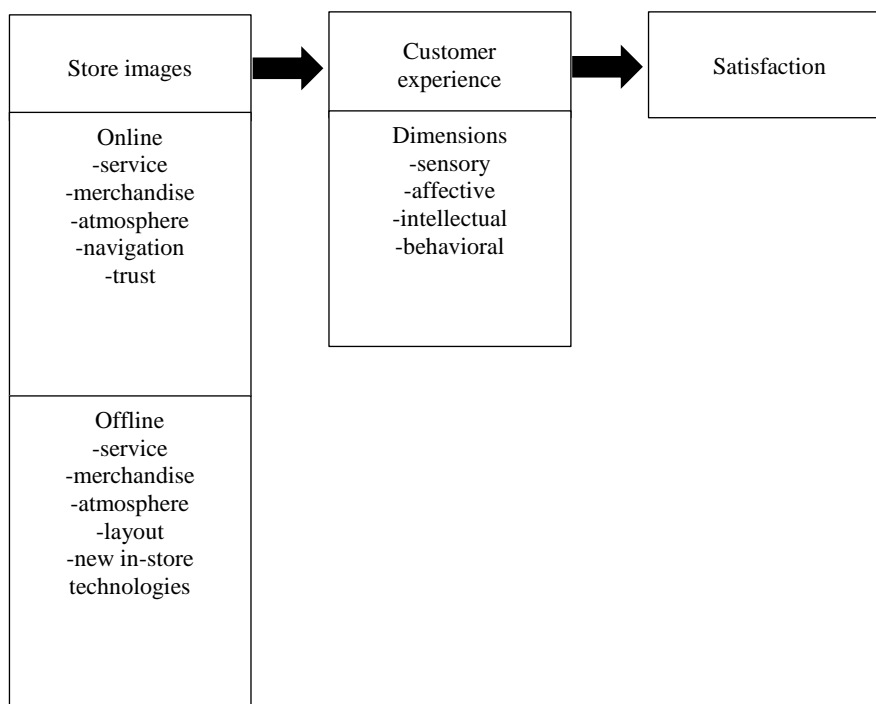 Store images
Customer
experience
Satisfaction
Online
-service
-merchandise
-atmosphere
-navigation
-trust
Dimensions
-sensory
-affective
-intellectual
-behavioral
Offline
-service
-merchandise
-atmosphere
-layout
-new in-store
technologies